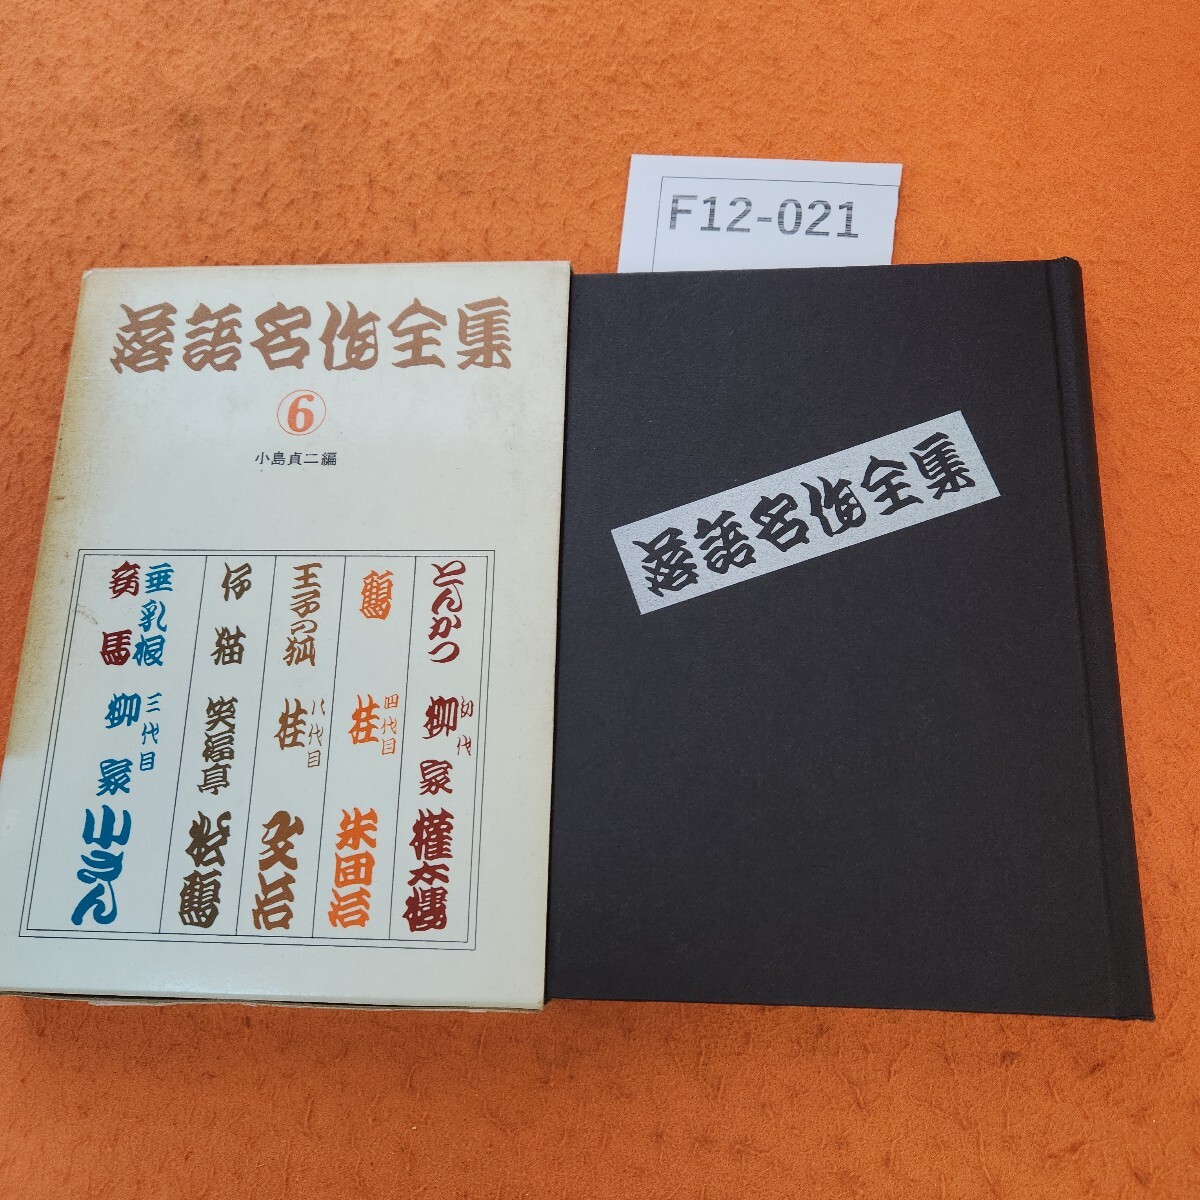 F12-021
落語名作全集
6
小島貞二編
とんかつ 初代 柳家 権太楼
鶴 四代目 桂 米団治
王子の狐 八代目 桂 文治
仔猫 笑福亭 松鶴
垂乳根
万馬 三代目 柳家 小さん
落語名作全集